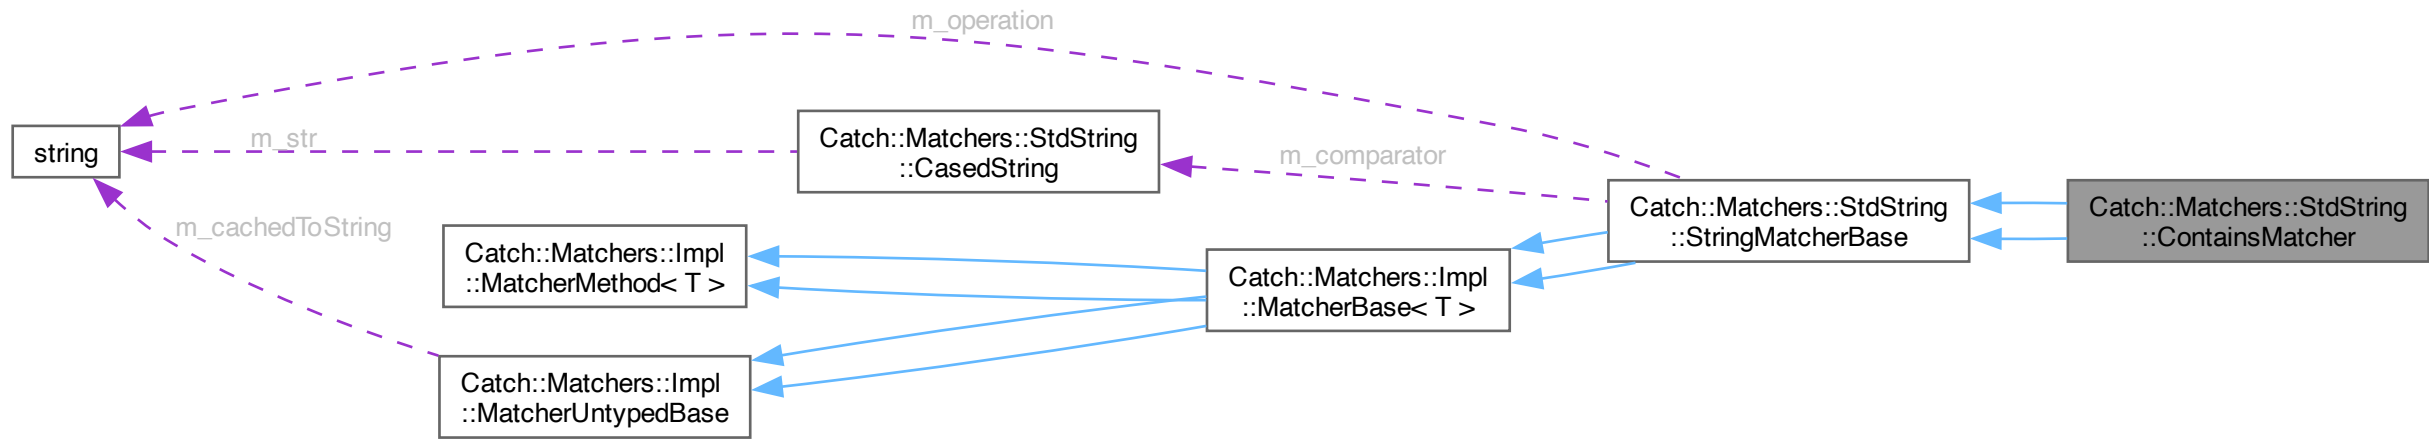 m_operation
string
m_str
Catch::Matchers::StdString
::CasedString
m_comparator
m_cachedToString
Catch::Matchers::Impl
::MatcherMethod< T >
Catch::Matchers::Impl
::MatcherUntypedBase
Catch::Matchers::Impl
::MatcherBase< T >
Catch::Matchers::StdString
::StringMatcherBase
Catch::Matchers::StdString
::ContainsMatcher